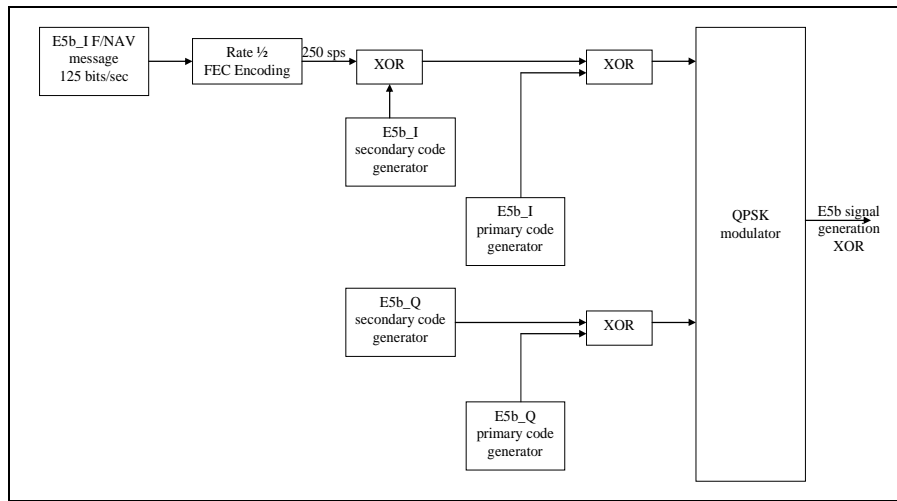 E5b_I F/NAV
message
125 bits/sec
Rate ½
FEC Encoding
250 sps
XOR
XOR
E5b_I
secondary code
generator
E5b_I
primary code
generator
QPSK
modulator
E5b signal
generation
XOR
E5b_Q
secondary code
generator
XOR
E5b_Q
primary code
generator